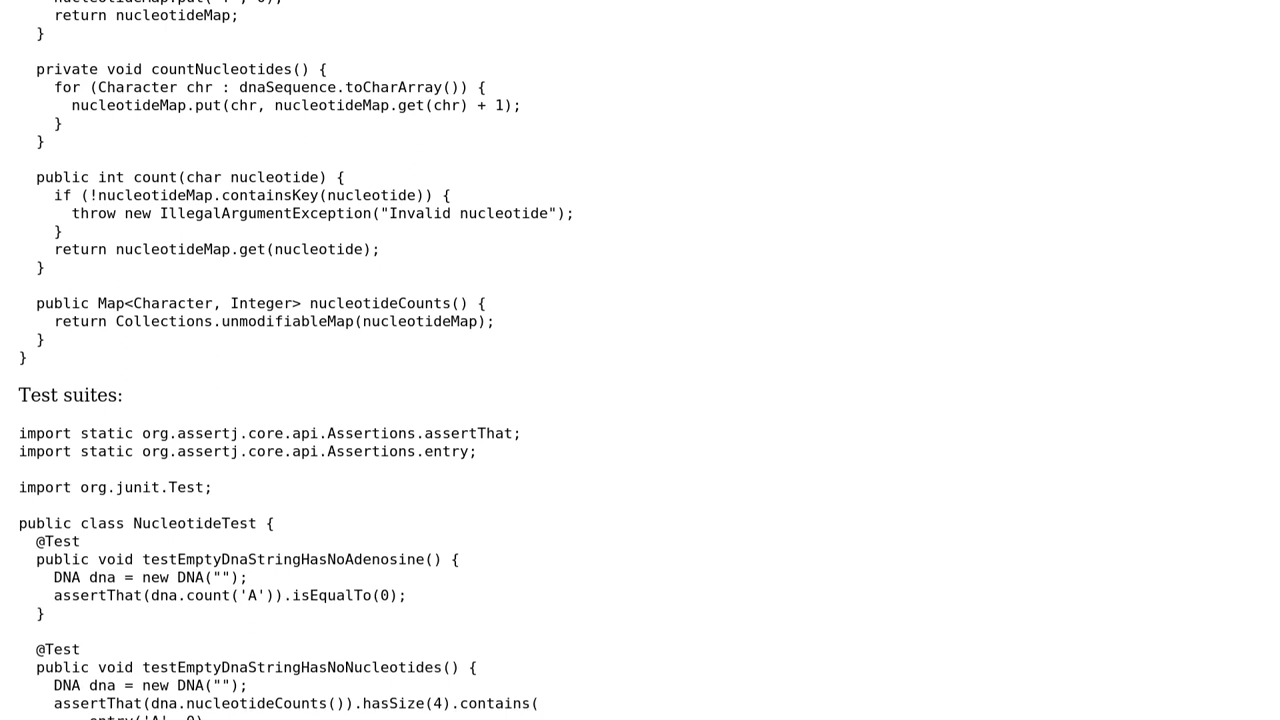 nucleotideMap.put('T', 0);
return nucleotideMap;
}
private void countNucleotides() {
for (Character chr : dnaSequence.toCharArray()) {
nucleotideMap.put(chr, nucleotideMap.get(chr) + 1);
}
}
public int count(char nucleotide) {
if (!nucleotideMap.containsKey(nucleotide)) {
throw new IllegalArgumentException("Invalid nucleotide");
}
return nucleotideMap.get(nucleotide);
}
public Map<Character, Integer> nucleotideCounts() {
return Collections.unmodifiableMap(nucleotideMap);
}
}
Test suites:
import static org.assertj.core.api.Assertions.assertThat;
import static org.assertj.core.api.Assertions.entry;
import org.junit.Test;
public class NucleotideTest {
@Test
public void testEmptyDnaStringHasNoAdenosine() {
DNA dna = new DNA("");
assertThat(dna.count('A')).isEqualTo(0);
}
@Test
public void testEmptyDnaStringHasNoNucleotides() {
DNA dna = new DNA("");
assertThat(dna.nucleotideCounts()).hasSize(4).contains(
entry('A', 0),